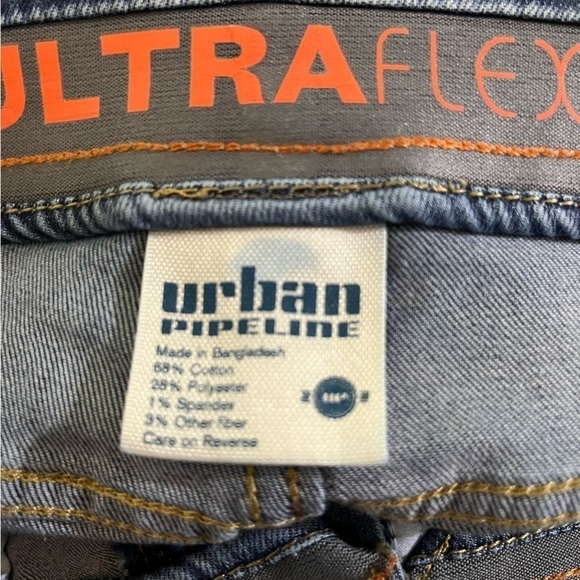 ULTRAFLEX
urban
PIPELINE
Made in Bangladesh
68% Cotton
28% Polyester
1% Spandex
3% Other fiber
Care on Reverse